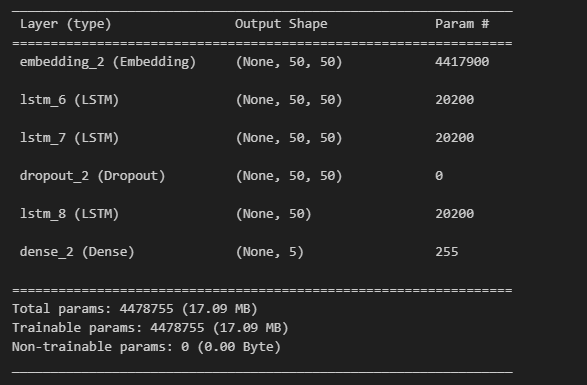 Layer (type) Output Shape Param #
embedding_2 (Embedding) (None, 50, 50) 4417900
lstm_6 (LSTM) (None, 50, 50) 20200
lstm_7 (LSTM) (None, 50, 50) 20200
dropout_2 (Dropout) (None, 50, 50) 0
lstm_8 (LSTM) (None, 50) 20200
dense_2 (Dense) (None, 5) 255
Total params: 4478755 (17.09 MB)
Trainable params: 4478755 (17.09 MB)
Non-trainable params: 0 (0.00 Byte)